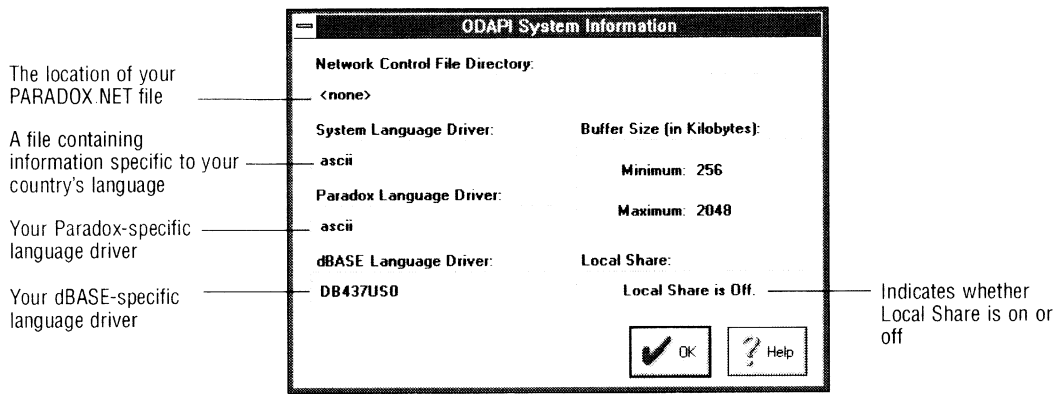 ODAPI System Information
Network Control File Directory:
<none>
System Language Driver:
ascii
Paradox Language Driver:
ascii
dBASE Language Driver:
DB437US0
Buffer Size (in Kilobytes):
Minimum: 256
Maximum: 2048
Local Share:
Local Share is Off.
OK
? Help
The location of your
PARADOX.NET file
A file containing
information specific to your
country's language
Your Paradox-specific
language driver
Your dBASE-specific
language driver
Indicates whether
Local Share is on or
off